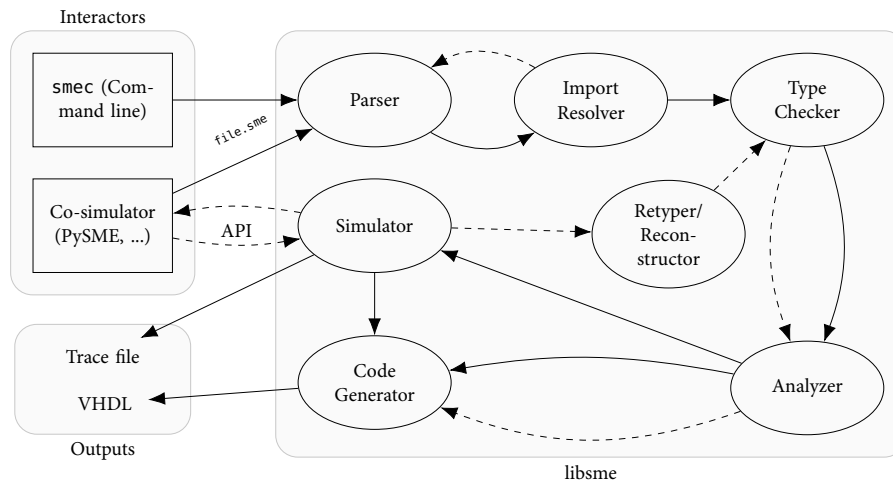 Interactors
smec (Com-
mand line)
Parser
Import
Resolver
Type
Checker
file.sme
Co-simulator
(PySME, ...)
API
Simulator
Retyper/
Recon-
structor
Trace file
VHDL
Code
Generator
Analyzer
Outputs
libsme